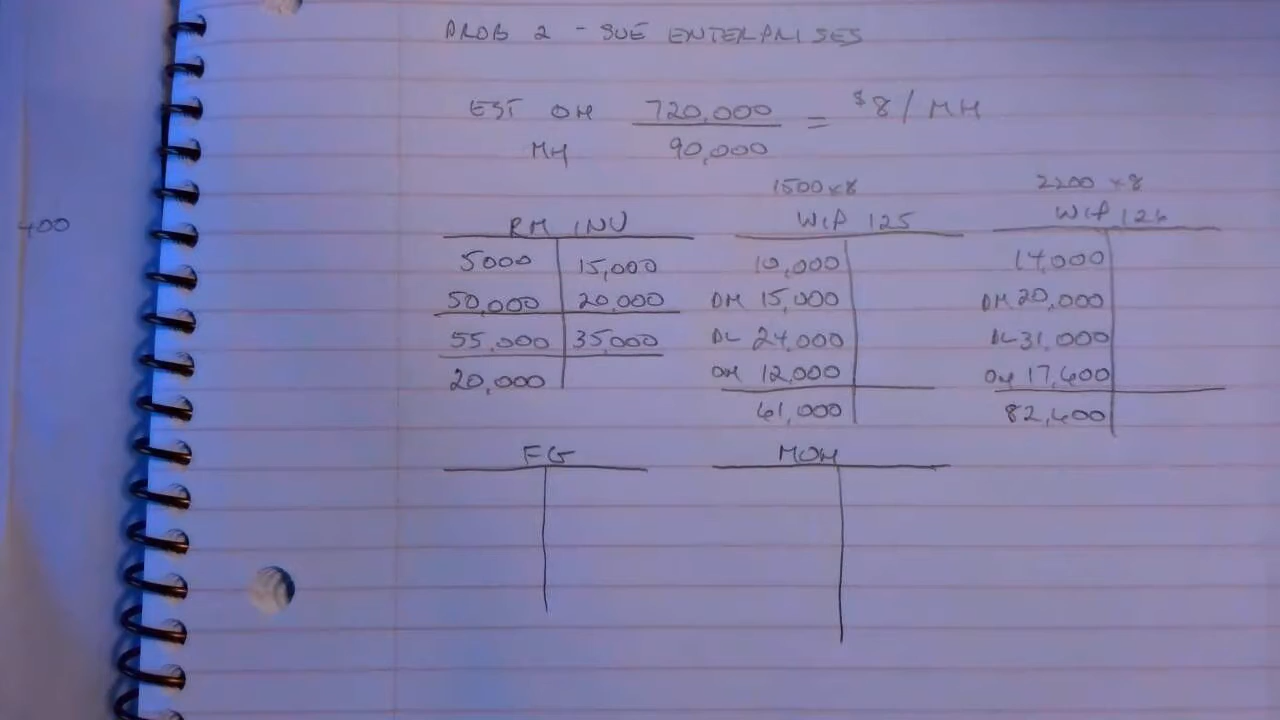 PROB 2 - SUE ENTERPRISES
EST OH 720,000 = $8/MH
MH 90,000
1500 x 8 2200 x 8
400 RM INV WIP 125 WIP 126
5000 15,000 10,000 14,000
50,000 20,000 DM 15,000 DM 20,000
55,000 35,000 DL 24,000 DL 31,000
20,000 OH 12,000 OH 17,600
61,000 82,600
FG MOH